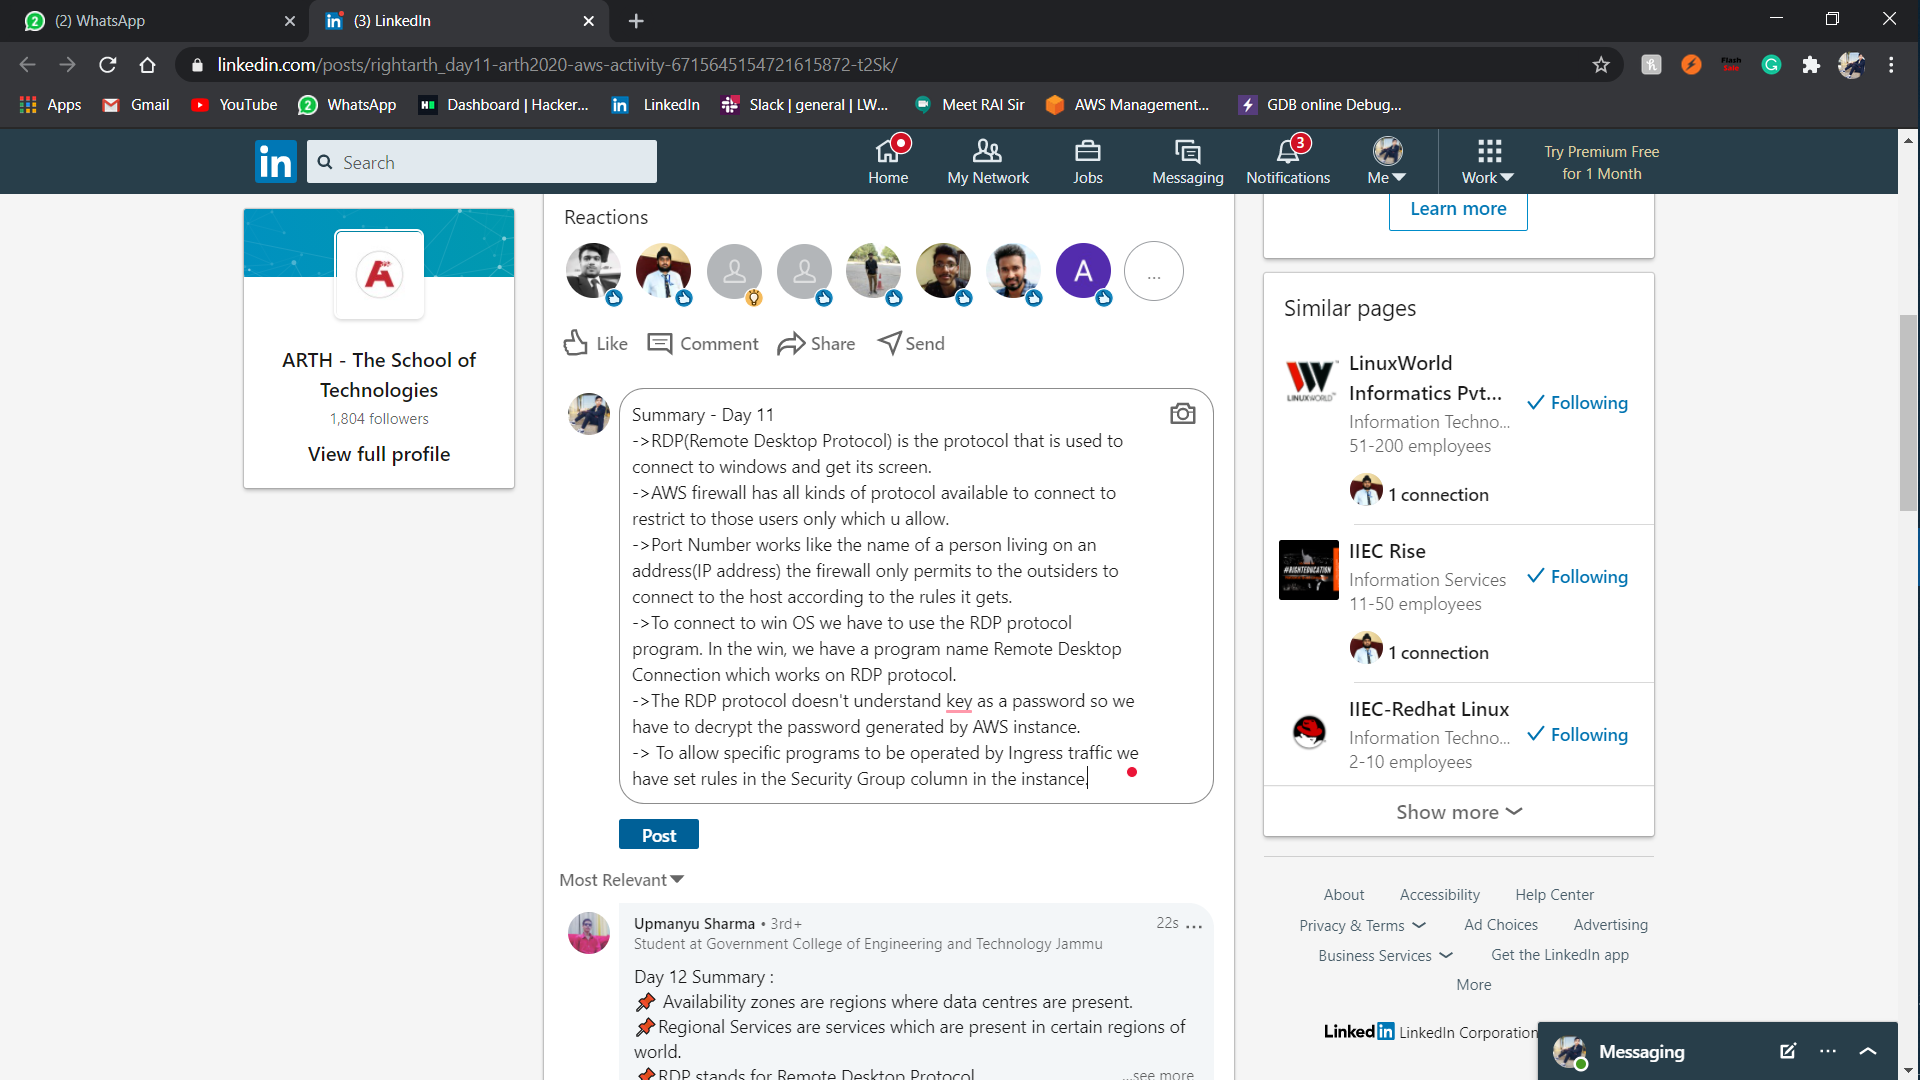 (2) WhatsApp
(3) LinkedIn
linkedin.com/posts/rightarth_day11-arth2020-aws-activity-6715645154721615872-t2Sk/
Apps
Gmail
YouTube
WhatsApp
Dashboard | Hacker...
LinkedIn
Slack | general | LW...
Meet RAI Sir
AWS Management...
GDB online Debug...
in
Search
Home
My Network
Jobs
Messaging
3
Notifications
Me
Work
Try Premium Free
for 1 Month
ARTH - The School of
Technologies
1,804 followers
View full profile
Reactions
A
...
Like
Comment
Share
Send
Summary - Day 11
->RDP(Remote Desktop Protocol) is the protocol that is used to
connect to windows and get its screen.
->AWS firewall has all kinds of protocol available to connect to
restrict to those users only which u allow.
->Port Number works like the name of a person living on an
address(IP address) the firewall only permits to the outsiders to
connect to the host according to the rules it gets.
->To connect to win OS we have to use the RDP protocol
program. In the win, we have a program name Remote Desktop
Connection which works on RDP protocol.
->The RDP protocol doesn't understand key as a password so we
have to decrypt the password generated by AWS instance.
-> To allow specific programs to be operated by Ingress traffic we
have set rules in the Security Group column in the instance.
Post
Most Relevant
Upmanyu Sharma • 3rd+
22s ...
Student at Government College of Engineering and Technology Jammu
Day 12 Summary :
📌 Availability zones are regions where data centres are present.
📌Regional Services are services which are present in certain regions of
world.
📌RDP stands for Remote Desktop Protocol
...see more
Learn more
Similar pages
LinuxWorld
Informatics Pvt...
Information Techno...
51-200 employees
Following
1 connection
IIEC Rise
Information Services
11-50 employees
Following
1 connection
IIEC-Redhat Linux
Information Techno...
2-10 employees
Following
Show more
About
Accessibility
Help Center
Privacy & Terms
Ad Choices
Advertising
Business Services
Get the LinkedIn app
More
LinkedIn LinkedIn Corporation
Messaging